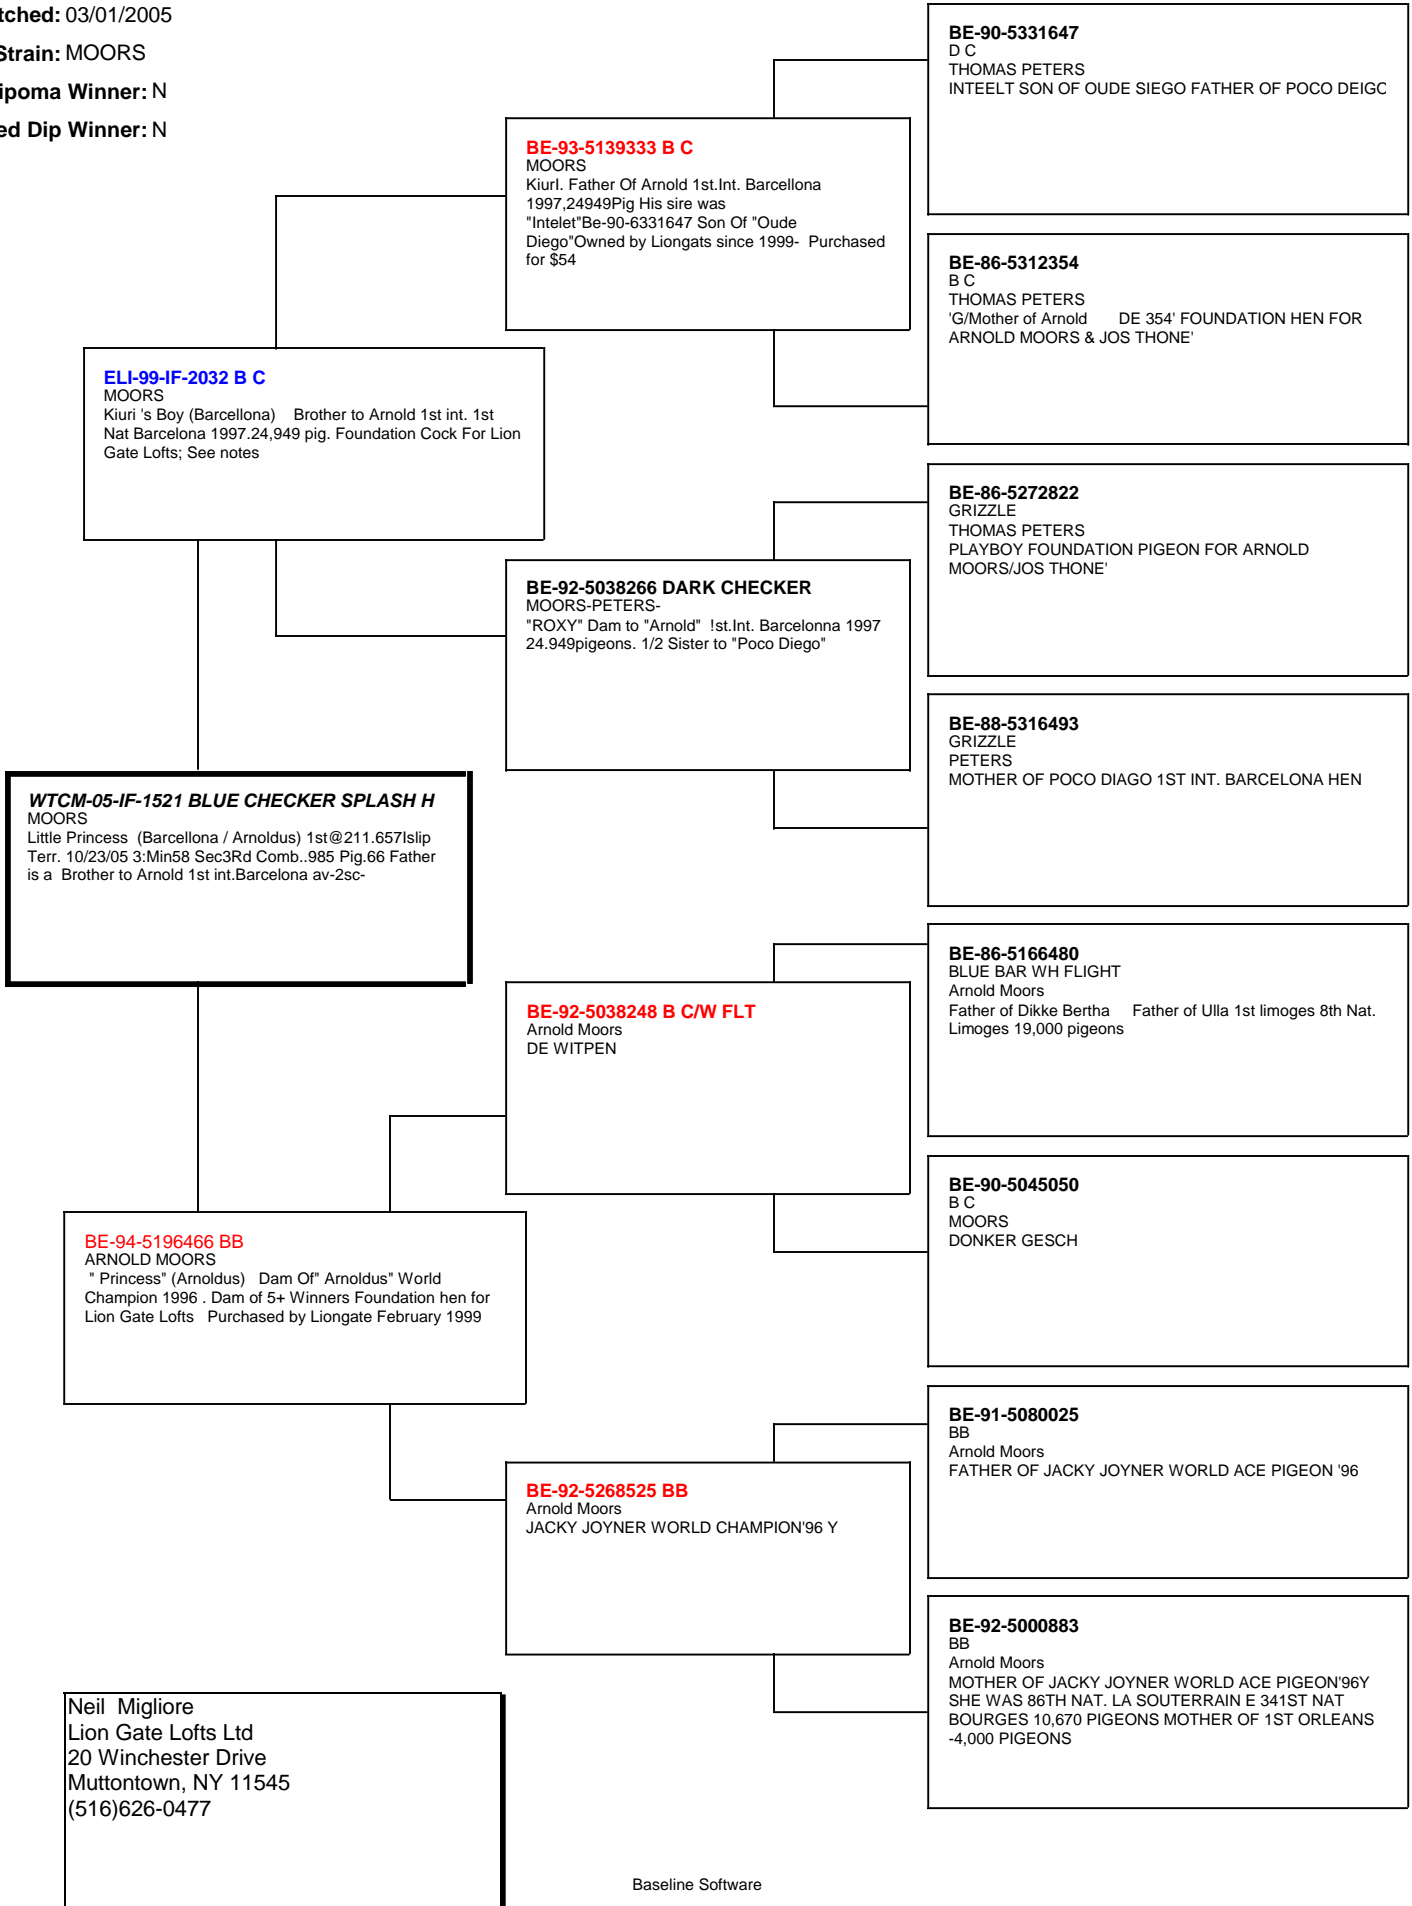 tched: 03/01/2005
Strain: MOORS
ipoma Winner: N
ed Dip Winner: N
BE-90-5331647
D C
THOMAS PETERS
INTEELT SON OF OUDE SIEGO FATHER OF POCO DEIGO
BE-93-5139333 B C
MOORS
KiurI. Father Of Arnold 1st.Int. Barcellona
1997,24949Pig His sire was
"Intelet"Be-90-6331647 Son Of "Oude
Diego"Owned by Liongats since 1999- Purchased
for $54
BE-86-5312354
B C
THOMAS PETERS
'G/Mother of Arnold DE 354' FOUNDATION HEN FOR
ARNOLD MOORS & JOS THONE'
ELI-99-IF-2032 B C
MOORS
Kiuri 's Boy (Barcellona) Brother to Arnold 1st int. 1st
Nat Barcelona 1997.24,949 pig. Foundation Cock For Lion
Gate Lofts; See notes
BE-86-5272822
GRIZZLE
THOMAS PETERS
PLAYBOY FOUNDATION PIGEON FOR ARNOLD
MOORS/JOS THONE'
BE-92-5038266 DARK CHECKER
MOORS-PETERS-
"ROXY" Dam to "Arnold" !st.Int. Barcelonna 1997
24.949pigeons. 1/2 Sister to "Poco Diego"
BE-88-5316493
GRIZZLE
PETERS
MOTHER OF POCO DIAGO 1ST INT. BARCELONA HEN
WTCM-05-IF-1521 BLUE CHECKER SPLASH H
MOORS
Little Princess (Barcellona / Arnoldus) 1st@211.657Islip
Terr. 10/23/05 3:Min58 Sec3Rd Comb..985 Pig.66 Father
is a Brother to Arnold 1st int.Barcelona av-2sc-
BE-86-5166480
BLUE BAR WH FLIGHT
Arnold Moors
Father of Dikke Bertha Father of Ulla 1st limoges 8th Nat.
Limoges 19,000 pigeons
BE-92-5038248 B C/W FLT
Arnold Moors
DE WITPEN
BE-90-5045050
B C
MOORS
DONKER GESCH
BE-94-5196466 BB
ARNOLD MOORS
" Princess" (Arnoldus) Dam Of" Arnoldus" World
Champion 1996 . Dam of 5+ Winners Foundation hen for
Lion Gate Lofts Purchased by Liongate February 1999
BE-91-5080025
BB
Arnold Moors
FATHER OF JACKY JOYNER WORLD ACE PIGEON '96
BE-92-5268525 BB
Arnold Moors
JACKY JOYNER WORLD CHAMPION'96 Y
BE-92-5000883
BB
Arnold Moors
MOTHER OF JACKY JOYNER WORLD ACE PIGEON'96Y
SHE WAS 86TH NAT. LA SOUTERRAIN E 341ST NAT
BOURGES 10,670 PIGEONS MOTHER OF 1ST ORLEANS
-4,000 PIGEONS
Neil Migliore
Lion Gate Lofts Ltd
20 Winchester Drive
Muttontown, NY 11545
(516)626-0477
Baseline Software